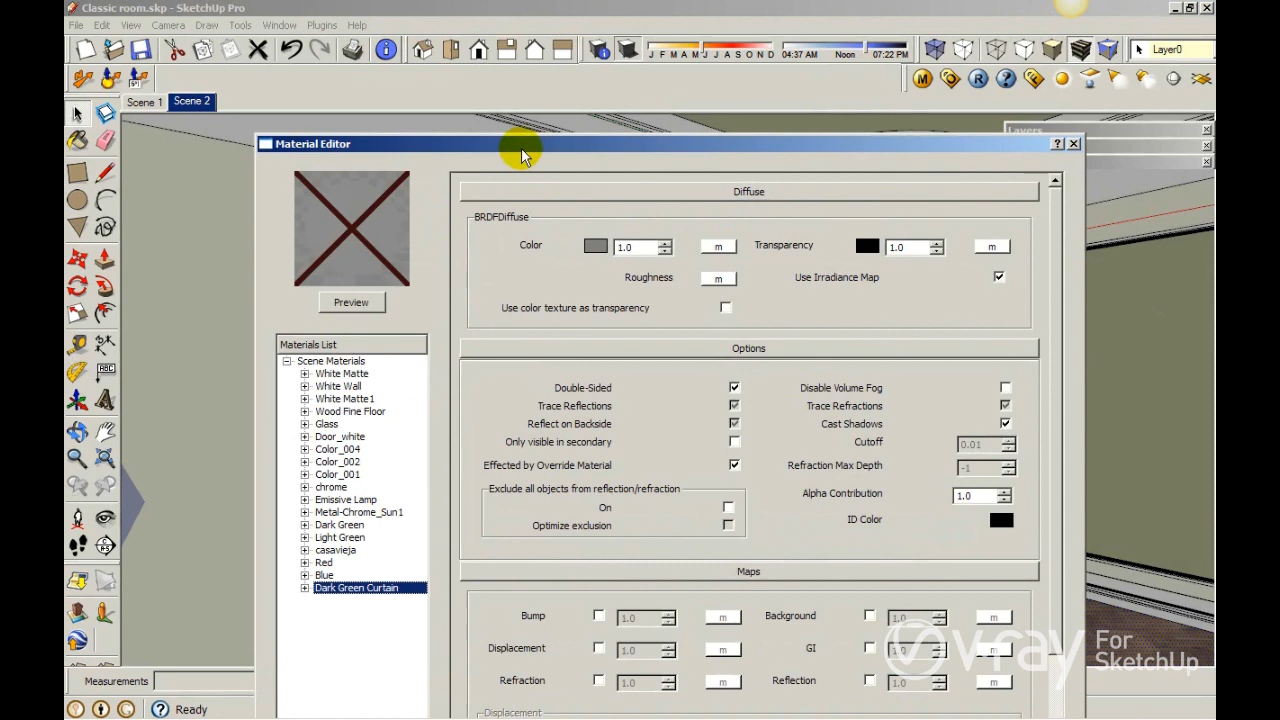 Classic room.skp - SketchUp Pro
File Edit View Camera Draw Tools Window Plugins Help
J F M A M J J A S O N D 04:37 AM Noon 07:22 PM Layer0
M R ?
Scene 1 Scene 2
Layers
Material Editor
Diffuse
BRDFDiffuse
Color 1.0 m Transparency 1.0 m
Roughness m Use Irradiance Map
Preview
Use color texture as transparency
Materials List
Options
Scene Materials
White Matte
White Wall
White Matte1
Wood Fine Floor
Glass
Door_white
Color_004
Color_002
Color_001
chrome
Emissive Lamp
Metal-Chrome_Sun1
Dark Green
Light Green
casavieja
Red
Blue
Dark Green Curtain
Double-Sided Disable Volume Fog
Trace Reflections Trace Refractions
Reflect on Backside Cast Shadows
Only visible in secondary Cutoff 0.01
Effected by Override Material Refraction Max Depth -1
Exclude all objects from reflection/refraction
Alpha Contribution 1.0
On
Optimize exclusion
ID Color
Maps
Bump 1.0 m Background 1.0 m
Displacement 1.0 m GI 1.0 m
Refraction 1.0 m Reflection 1.0 m
Displacement
ABC
A
vray For
SketchUp
Measurements
Ready